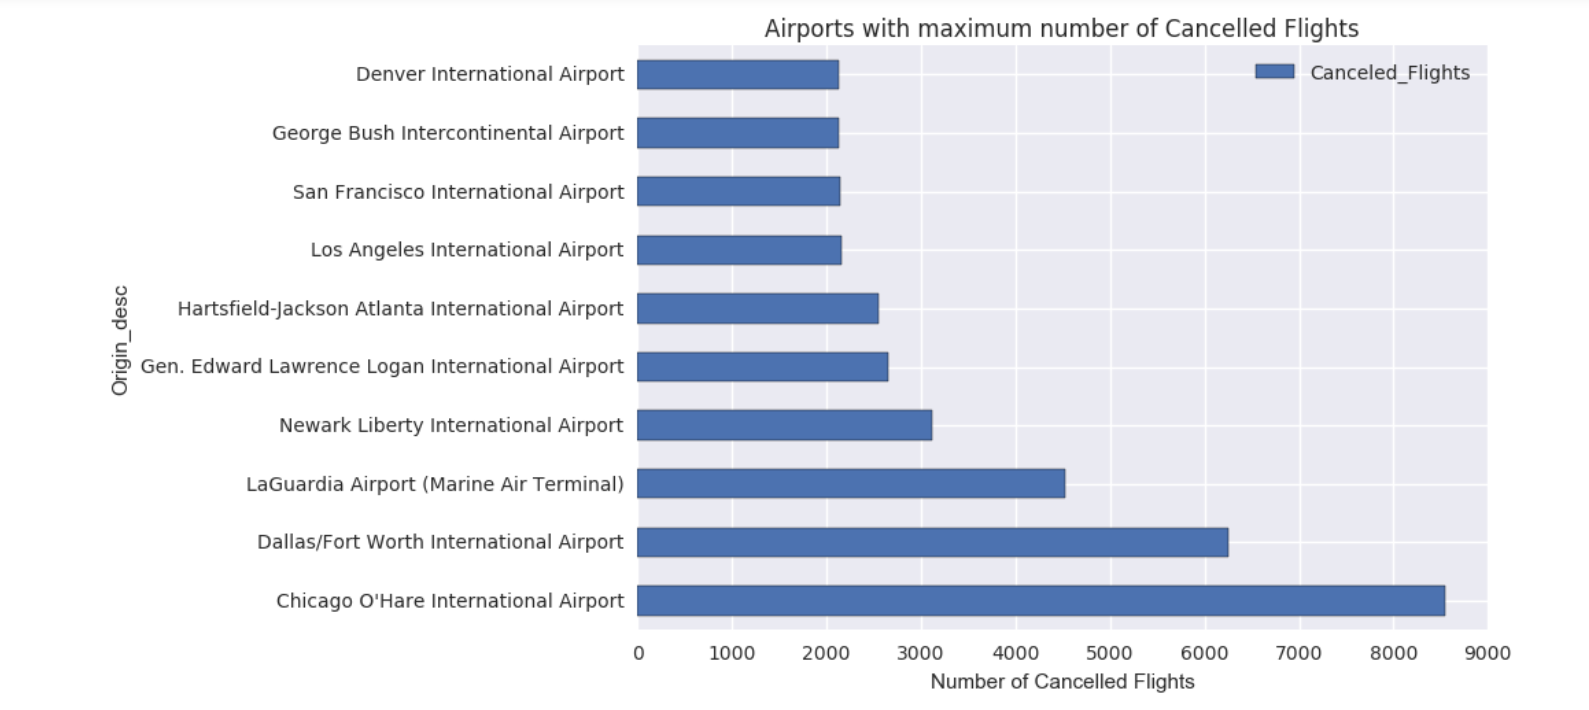 Airports with maximum number of Cancelled Flights
Canceled_Flights
Denver International Airport
George Bush Intercontinental Airport
San Francisco International Airport
Los Angeles International Airport
Hartsfield-Jackson Atlanta International Airport
Gen. Edward Lawrence Logan International Airport
Newark Liberty International Airport
LaGuardia Airport (Marine Air Terminal)
Dallas/Fort Worth International Airport
Chicago O'Hare International Airport
Origin_desc
0 1000 2000 3000 4000 5000 6000 7000 8000 9000
Number of Cancelled Flights